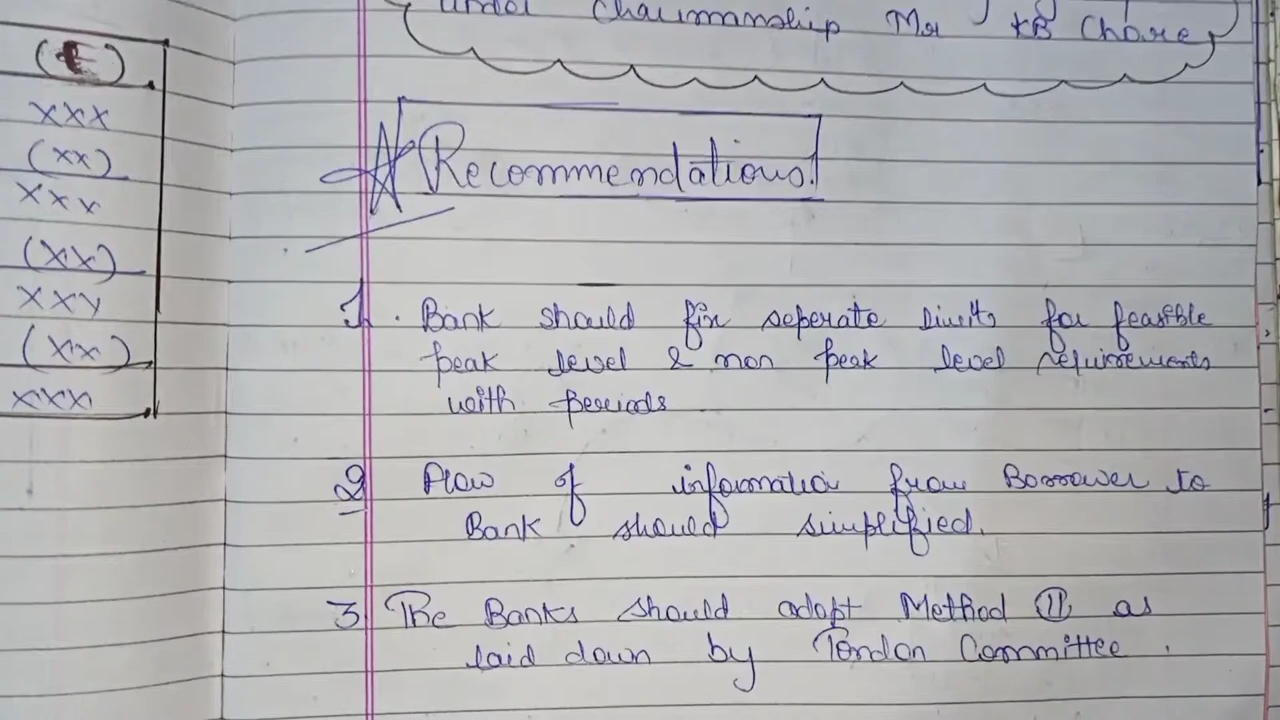 under Chairmanship Mr KB Chore
(₹)
xxx
(xx)
xxx
(xx)
xxx
(xx)
xxx
Recommendations!
1. Bank should fix seperate limits for feasible
peak level & non peak level requirements
with periods
2 Flow of information from Borrower to
Bank should simplified.
3 The Banks should adopt Method II as
laid down by Tondon Committee.